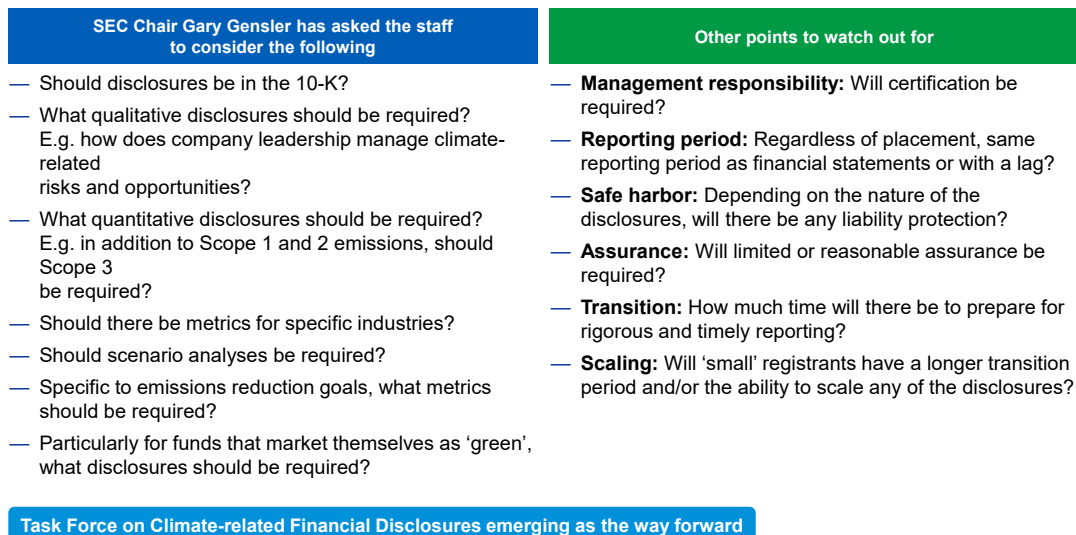 SEC Chair Gary Gensler has asked the staff
to consider the following
— Should disclosures be in the 10-K?
— What qualitative disclosures should be required?
E.g. how does company leadership manage climate-
related
risks and opportunities?
— What quantitative disclosures should be required?
E.g. in addition to Scope 1 and 2 emissions, should
Scope 3
be required?
— Should there be metrics for specific industries?
— Should scenario analyses be required?
— Specific to emissions reduction goals, what metrics
should be required?
— Particularly for funds that market themselves as ‘green’,
what disclosures should be required?
Other points to watch out for
— Management responsibility: Will certification be
required?
— Reporting period: Regardless of placement, same
reporting period as financial statements or with a lag?
— Safe harbor: Depending on the nature of the
disclosures, will there be any liability protection?
— Assurance: Will limited or reasonable assurance be
required?
— Transition: How much time will there be to prepare for
rigorous and timely reporting?
— Scaling: Will ‘small’ registrants have a longer transition
period and/or the ability to scale any of the disclosures?
Task Force on Climate-related Financial Disclosures emerging as the way forward